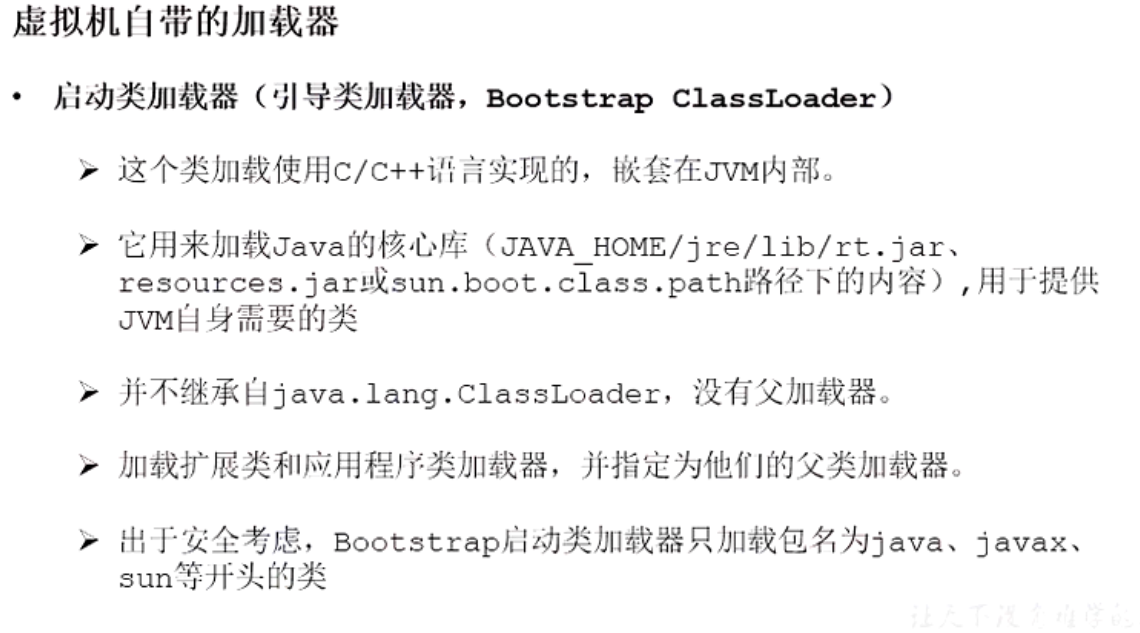 虚拟机自带的加载器
• 启动类加载器（引导类加载器，Bootstrap ClassLoader）
➢ 这个类加载使用C/C++语言实现的，嵌套在JVM内部。
➢ 它用来加载Java的核心库（JAVA_HOME/jre/lib/rt.jar、
resources.jar或sun.boot.class.path路径下的内容）,用于提供
JVM自身需要的类
➢ 并不继承自java.lang.ClassLoader，没有父加载器。
➢ 加载扩展类和应用程序类加载器，并指定为他们的父类加载器。
➢ 出于安全考虑，Bootstrap启动类加载器只加载包名为java、javax、
sun等开头的类